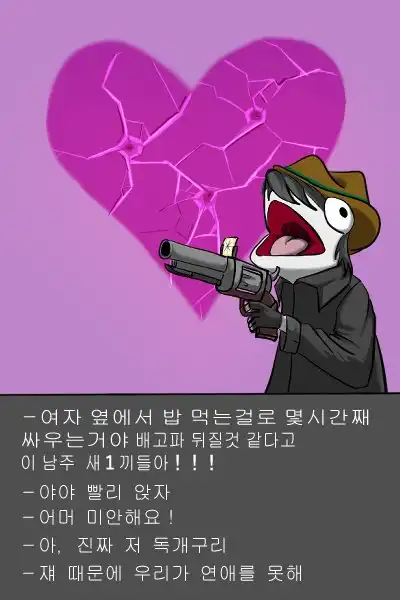 -여자 옆에서 밥 먹는걸로 몇시간째
싸우는거야 배고파 뒤질것 같다고
이 남주 새1끼들아!!!
-야야 빨리 앉자
-어머 미안해요!
-아, 진짜 저 독개구리
-쟤 때문에 우리가 연애를 못해